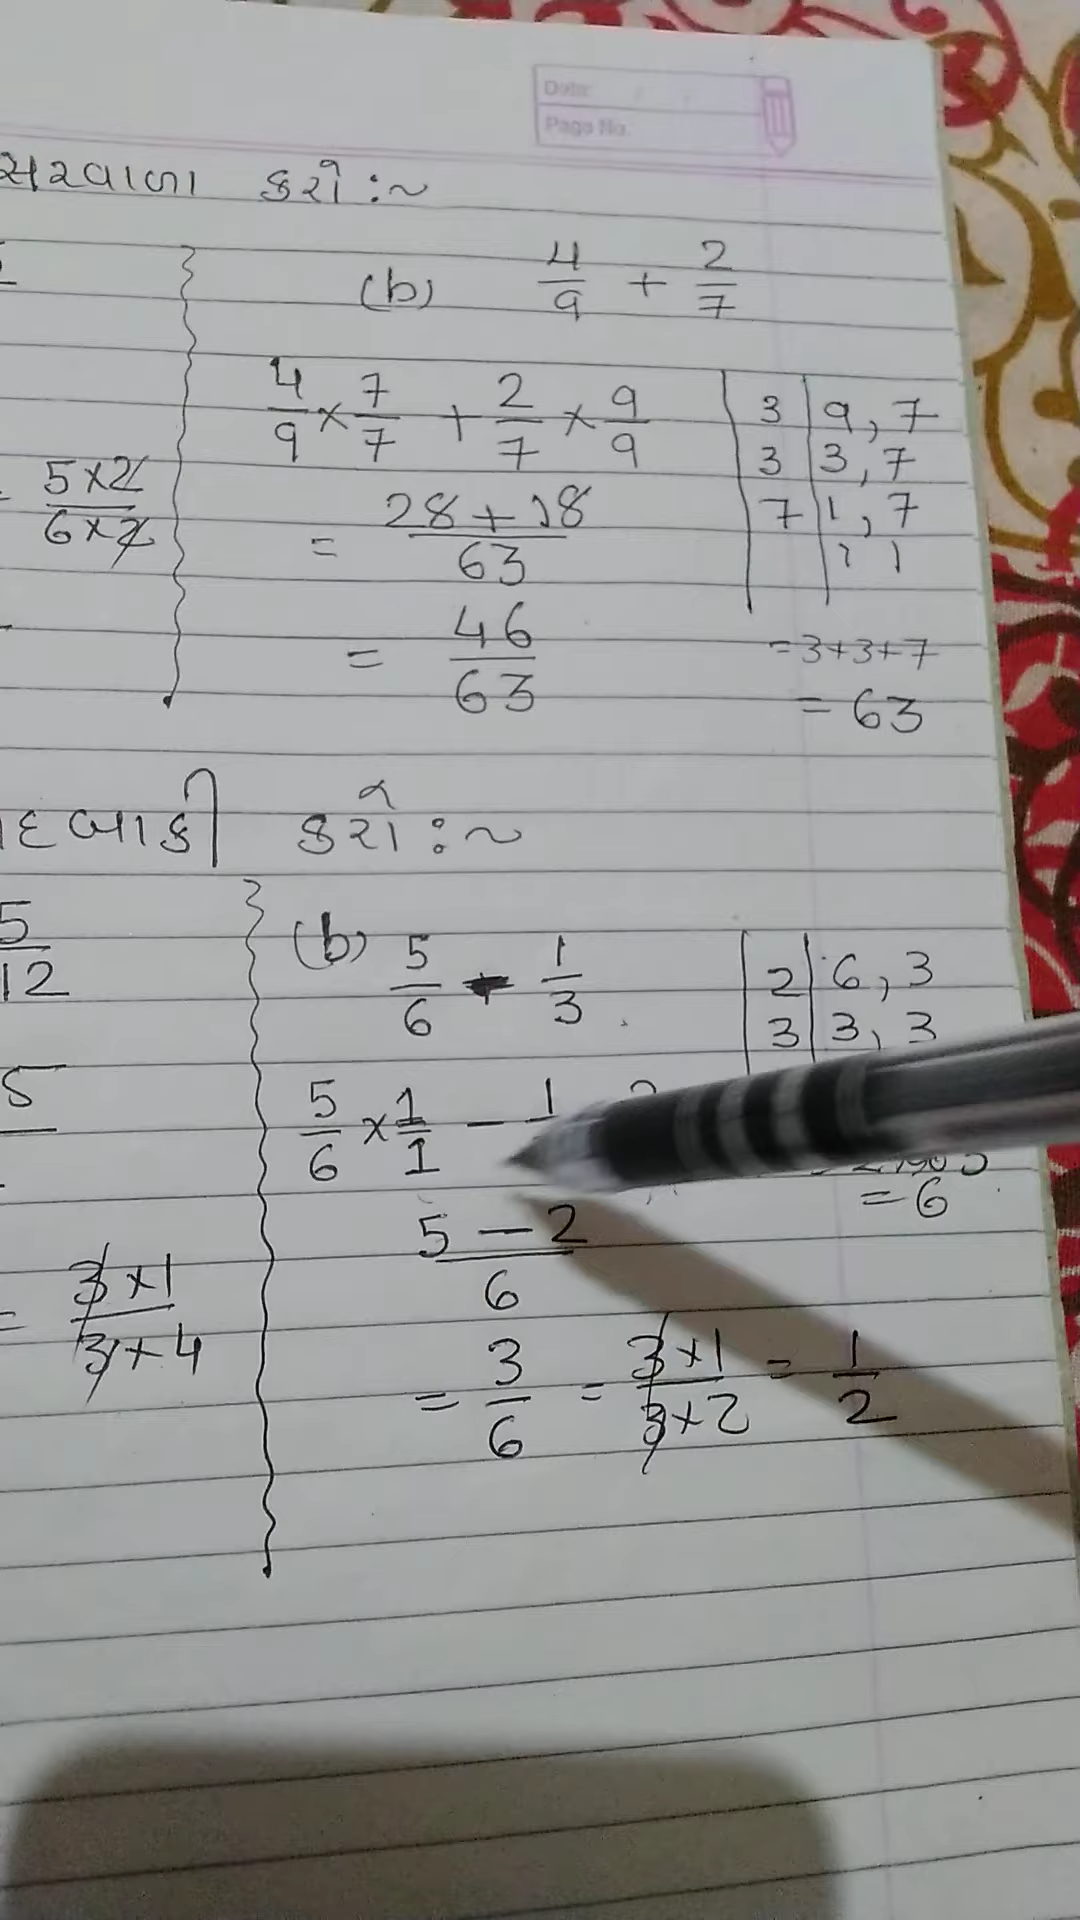 Date: / /
Page No.
સરવાળા કરો :~
(b) 4/9 + 2/7
4/9 × 7/7 + 2/7 × 9/9
3 | 9, 7
3 | 3, 7
7 | 1, 7
1 1
= 5×2/6×2
= 28+18/63
= 46/63
=3+3+7
= 63
દબાકી કરો :~
5/12
(b) 5/6 - 1/3
2 | 6, 3
3 | 3, 3
5
5/6 × 1/1 - 1
= 6
5 - 2/6
= 3×1/3×4
= 3/6 = 3×1/3×2 = 1/2